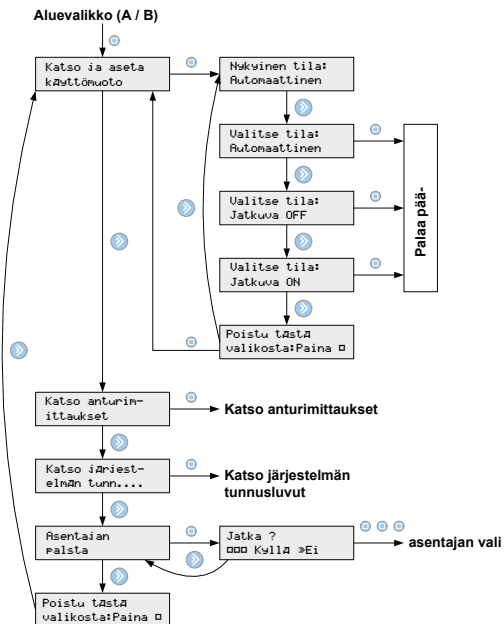 Aluevalikko (A / B)
Katso ja aseta
käyttömuoto
Nykyinen tila:
Automaattinen
Valitse tila:
Automaattinen
Valitse tila:
Jatkuva OFF
Valitse tila:
Jatkuva ON
Poistu tästä
valikosta:Paina □
Palaa pää-
Katso anturim-
ittaukset
Katso anturimittaukset
Katso järjest-
elmän tunn....
Katso järjestelmän
tunnusluvut
Asentajan
palsta
Jatka ?
□□□ Kyllä »Ei
asentajan vali
Poistu tästä
valikosta:Paina □